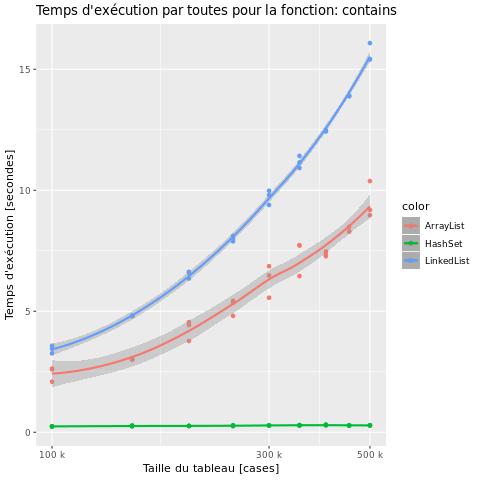 Temps d'exécution par toutes pour la fonction: contains
Temps d'exécution [secondes]
15
10
5
0
100 k
300 k
500 k
Taille du tableau [cases]
color
ArrayList
HashSet
LinkedList